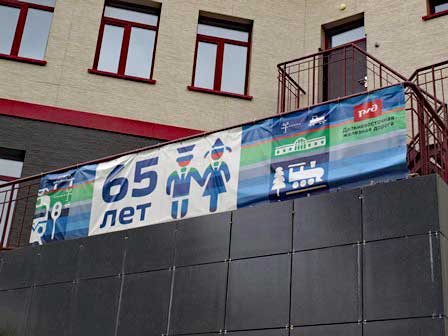 65
лет
РЖД
Дальневосточная
железная дорога